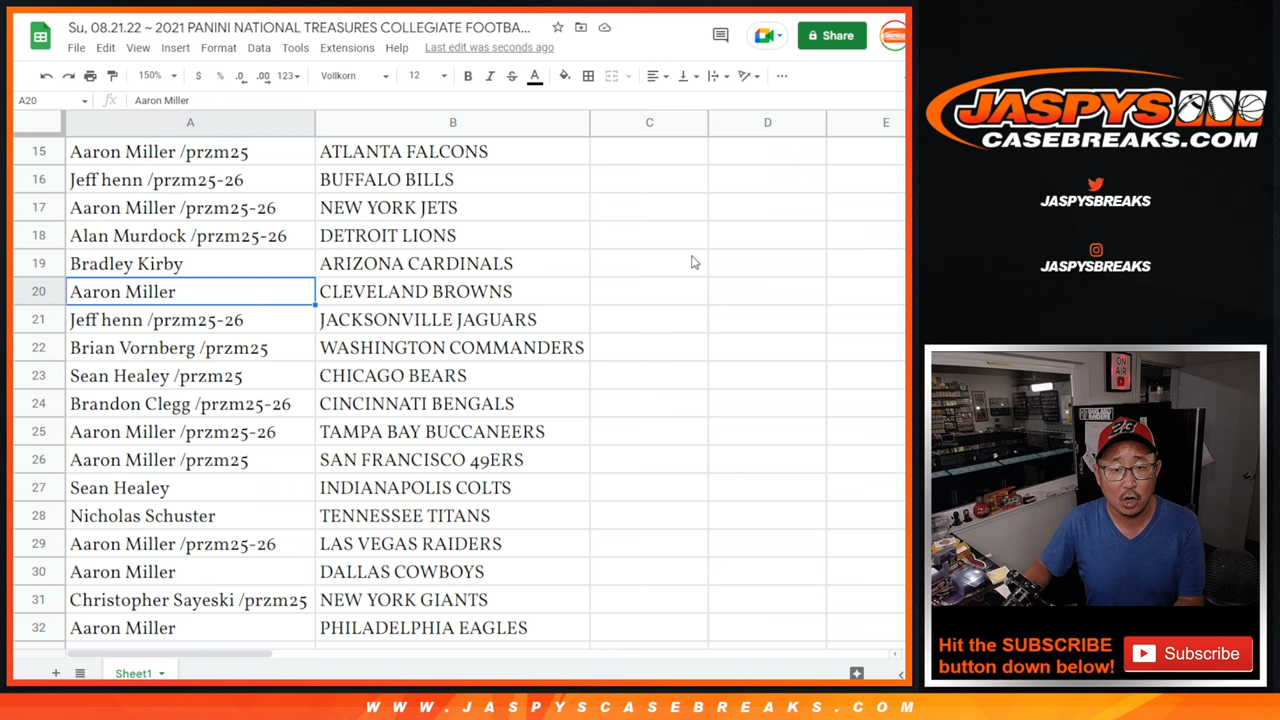 Su, 08.21.22 ~ 2021 PANINI NATIONAL TREASURES COLLEGIATE FOOTBA...
File Edit View Insert Format Data Tools Extensions Help Last edit was seconds ago
Share
150% $ % .0 .00 123 Vollkorn 12 B I S A
A20 fx Aaron Miller
A B C D E
15 Aaron Miller /przm25 ATLANTA FALCONS
16 Jeff henn /przm25-26 BUFFALO BILLS
17 Aaron Miller /przm25-26 NEW YORK JETS
18 Alan Murdock /przm25-26 DETROIT LIONS
19 Bradley Kirby ARIZONA CARDINALS
20 Aaron Miller CLEVELAND BROWNS
21 Jeff henn /przm25-26 JACKSONVILLE JAGUARS
22 Brian Vornberg /przm25 WASHINGTON COMMANDERS
23 Sean Healey /przm25 CHICAGO BEARS
24 Brandon Clegg /przm25-26 CINCINNATI BENGALS
25 Aaron Miller /przm25-26 TAMPA BAY BUCCANEERS
26 Aaron Miller /przm25 SAN FRANCISCO 49ERS
27 Sean Healey INDIANAPOLIS COLTS
28 Nicholas Schuster TENNESSEE TITANS
29 Aaron Miller /przm25-26 LAS VEGAS RAIDERS
30 Aaron Miller DALLAS COWBOYS
31 Christopher Sayeski /przm25 NEW YORK GIANTS
32 Aaron Miller PHILADELPHIA EAGLES
Sheet1
JASPYS
CASEBREAKS.COM
JASPYSBREAKS
JASPYSBREAKS
ON AIR
Hit the SUBSCRIBE
button down below!
Subscribe
WWW.JASPYSCASEBREAKS.COM